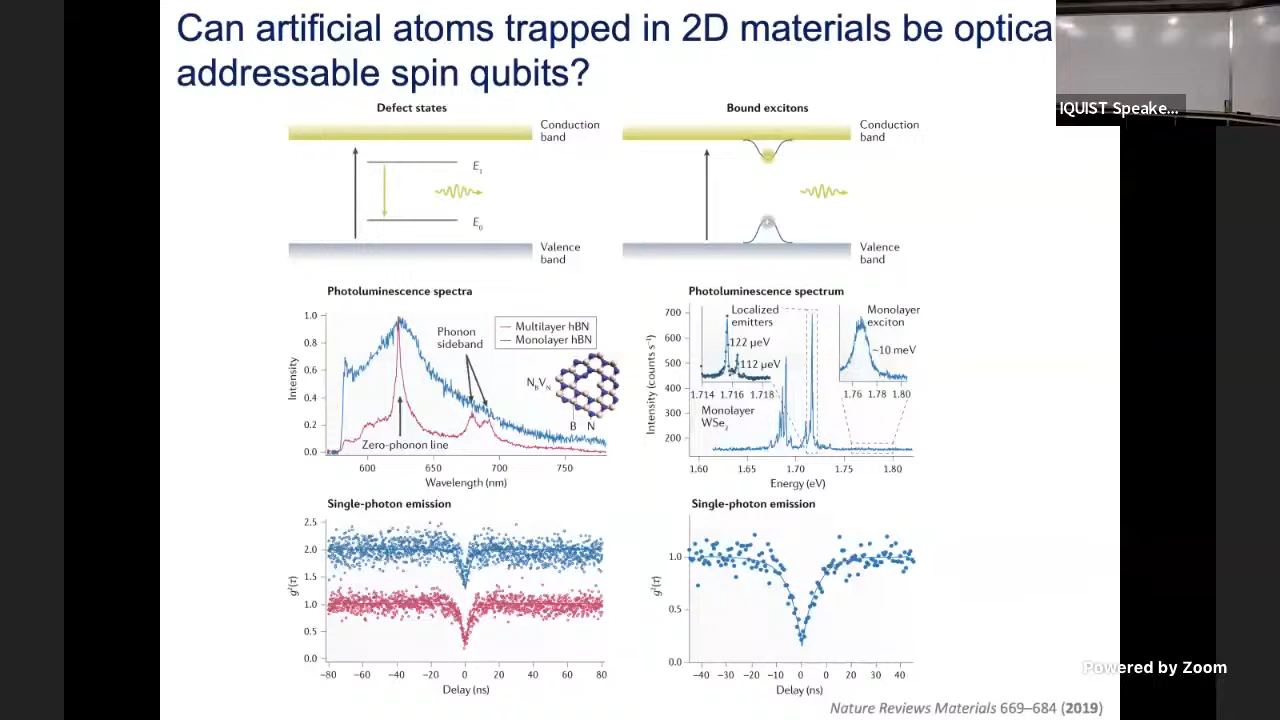 Can artificial atoms trapped in 2D materials be optica
addressable spin qubits?
IQUIST Speake...
Defect states
Conduction
band
E1
E0
Valence
band
Bound excitons
Conduction
band
Valence
band
Photoluminescence spectra
1.0
0.8
0.6
0.4
0.2
0.0
Intensity
Multilayer hBN
Monolayer hBN
Phonon
sideband
NBVN
B N
Zero-phonon line
600 650 700 750
Wavelength (nm)
Photoluminescence spectrum
700
600
500
400
300
200
Intensity (counts s⁻¹)
Localized
emitters
122 μeV
112 μeV
1.714 1.716 1.718
Monolayer
exciton
~10 meV
1.76 1.78 1.80
Monolayer
WSe2
1.60 1.65 1.70 1.75 1.80
Energy (eV)
Single-photon emission
2.5
2.0
1.5
1.0
0.5
0.0
g²(τ)
−80 −60 −40 −20 0 20 40 60 80
Delay (ns)
Single-photon emission
1.0
0.5
0.0
g²(τ)
−40 −30 −20 −10 0 0 20 30 40
Delay (ns)
Powered by Zoom
Nature Reviews Materials 669–684 (2019)